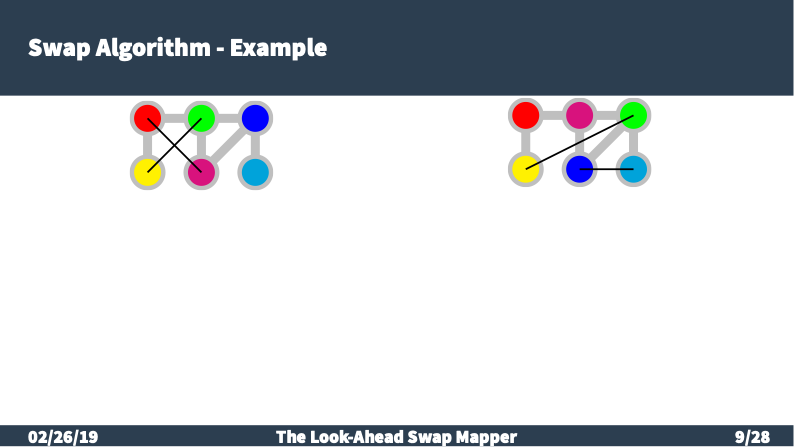 Swap Algorithm - Example
02/26/19
The Look-Ahead Swap Mapper
9/28